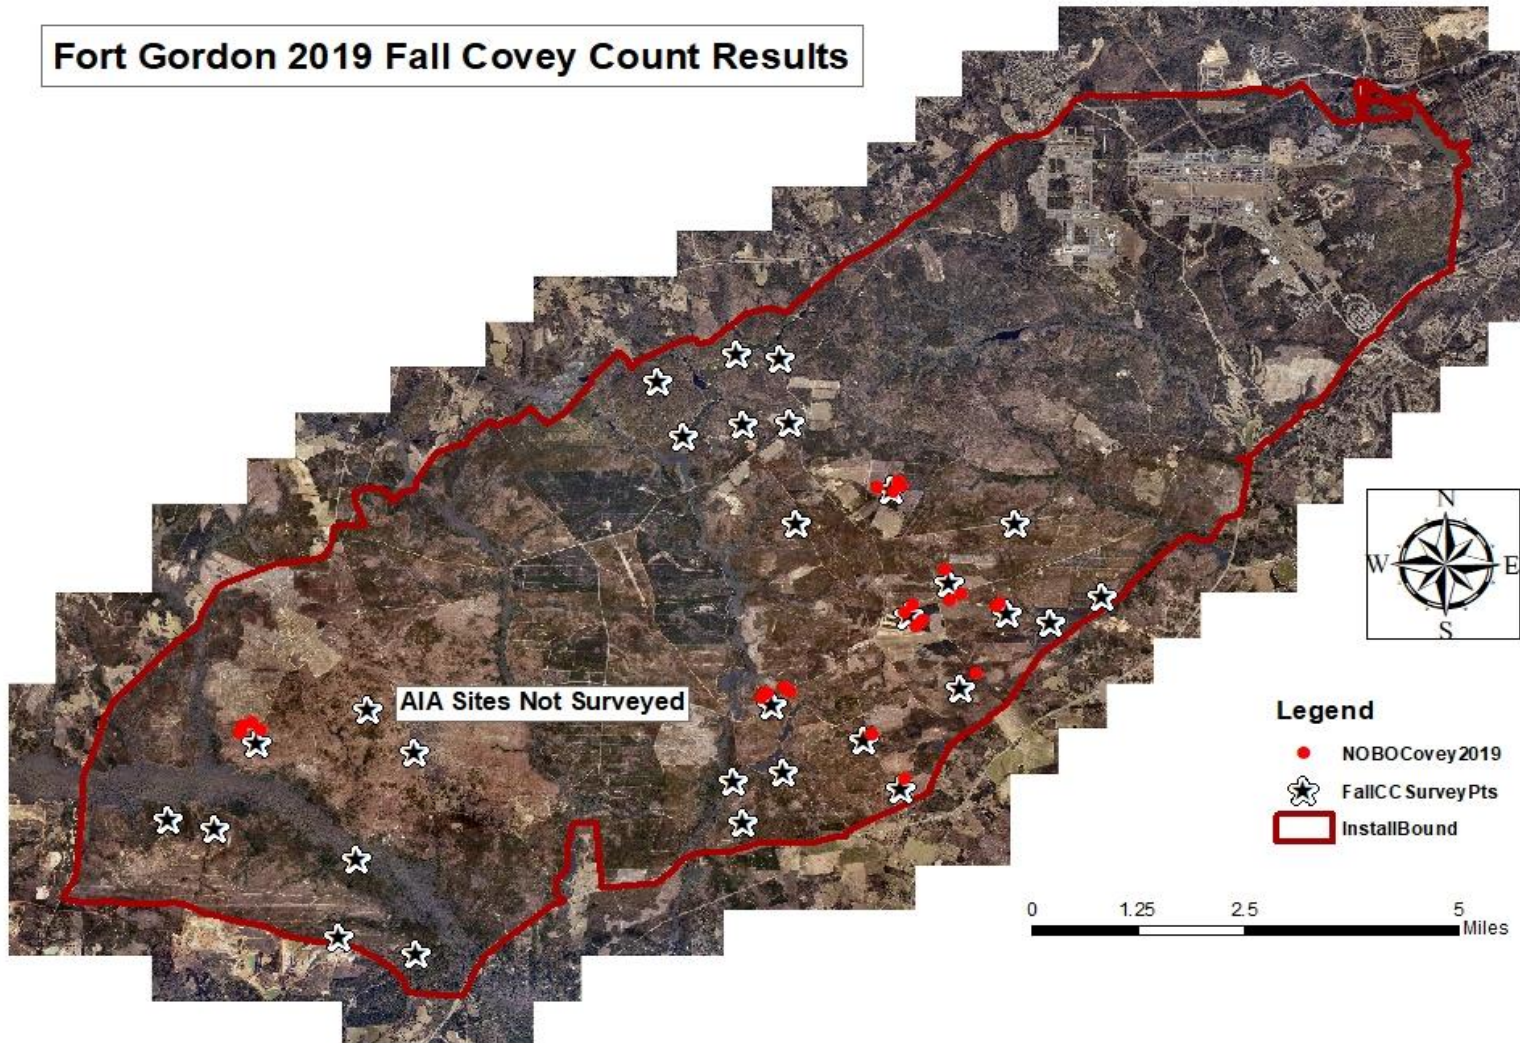 Fort Gordon 2019 Fall Covey Count Results
N
W
E
S
AIA Sites Not Surveyed
Legend
NOBOCovey2019
FallCC SurveyPts
InstallBound
0 1.25 2.5 5
Miles